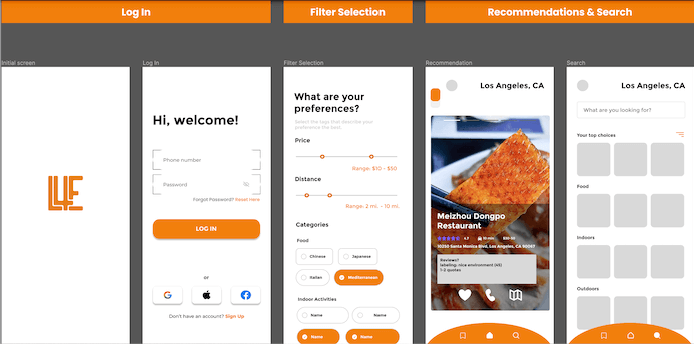 Log In
Filter Selection
Recommendations & Search
Initial screen
Log In
Filter Selection
Recommendation
Search
Hi, welcome!
Phone number
Password
Forgot Password? Reset here
LOG IN
or
Don't have an account? Sign Up
What are your
preferences?
Select the tags that describe your
preference the best.
Price
Range: $10 - $50
Distance
Range: 2 mi. - 10 mi.
Categories
Food
Chinese
Japanese
Italian
Mediterranean
Indoor Activities
Name
Name
Name
Name
Los Angeles, CA
Meizhou Dongpo
Restaurant
4.7
10250 Santa Monica Blvd, Los Angeles, CA 90067
Reviews?
labeling: nice environment (46)
1-2 quotes
Los Angeles, CA
What are you looking for?
Your top choices
Food
Indoors
Outdoors